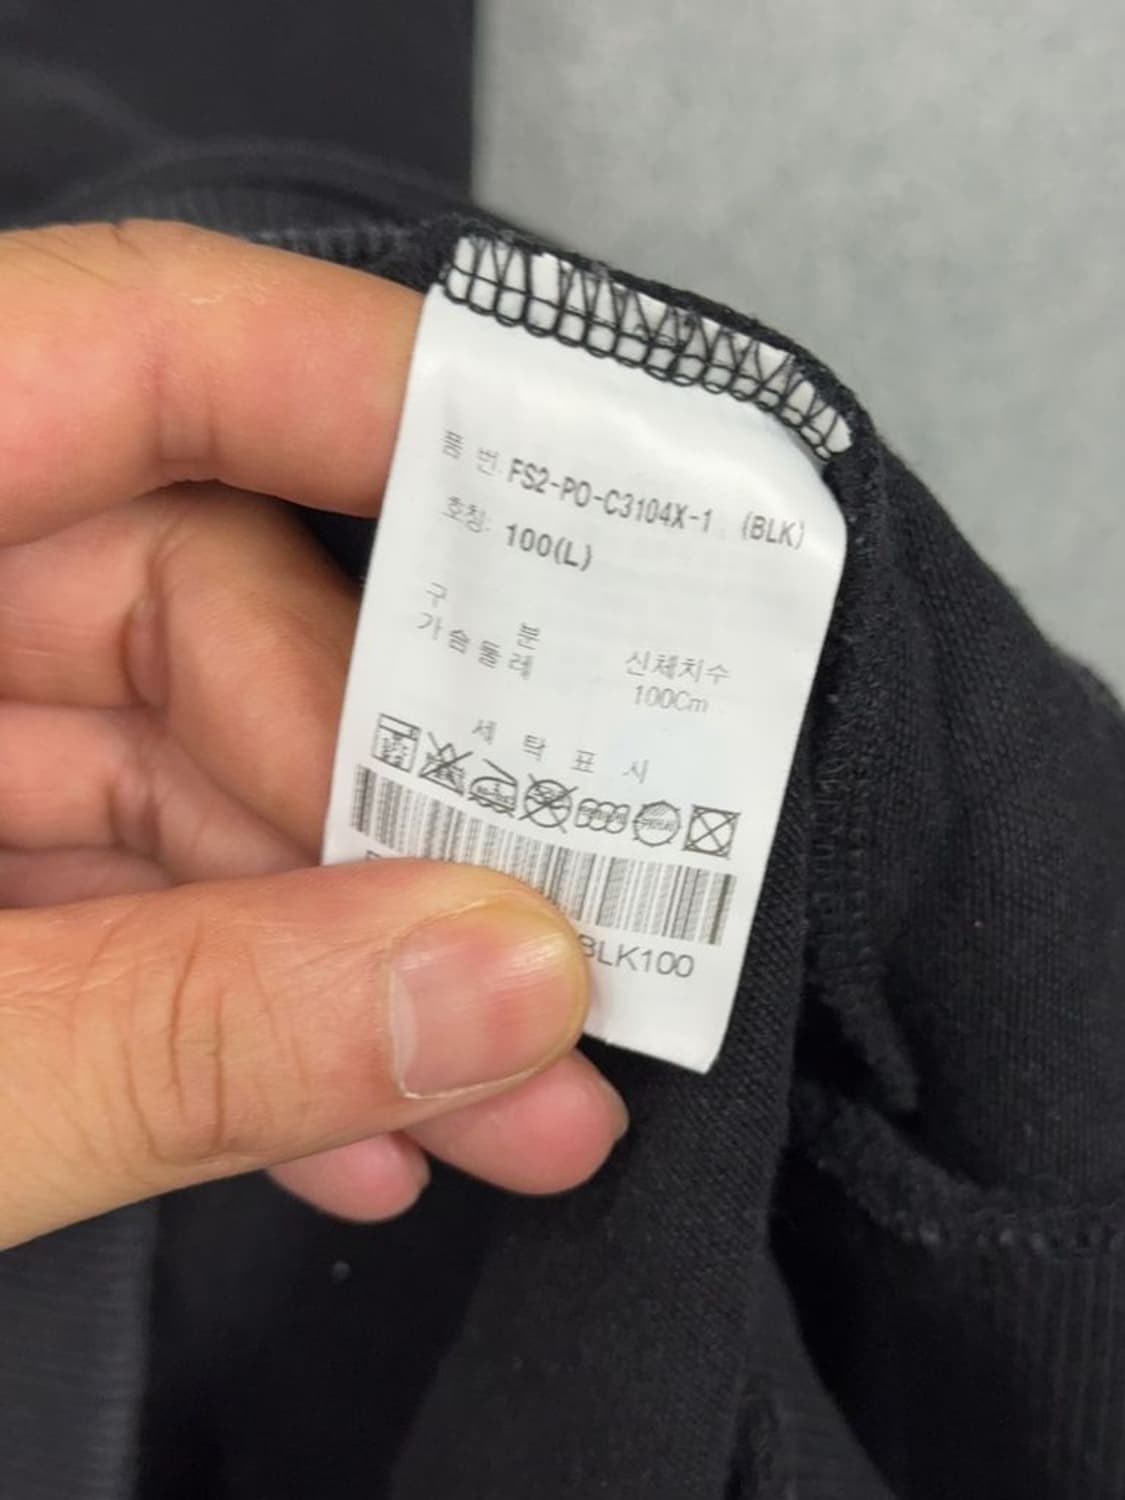 품 번: FS2-PO-C3104X-1 (BLK)
호칭: 100(L)
구 분 신체치수
가슴둘레 100Cm
세 탁 표 시
BLK100